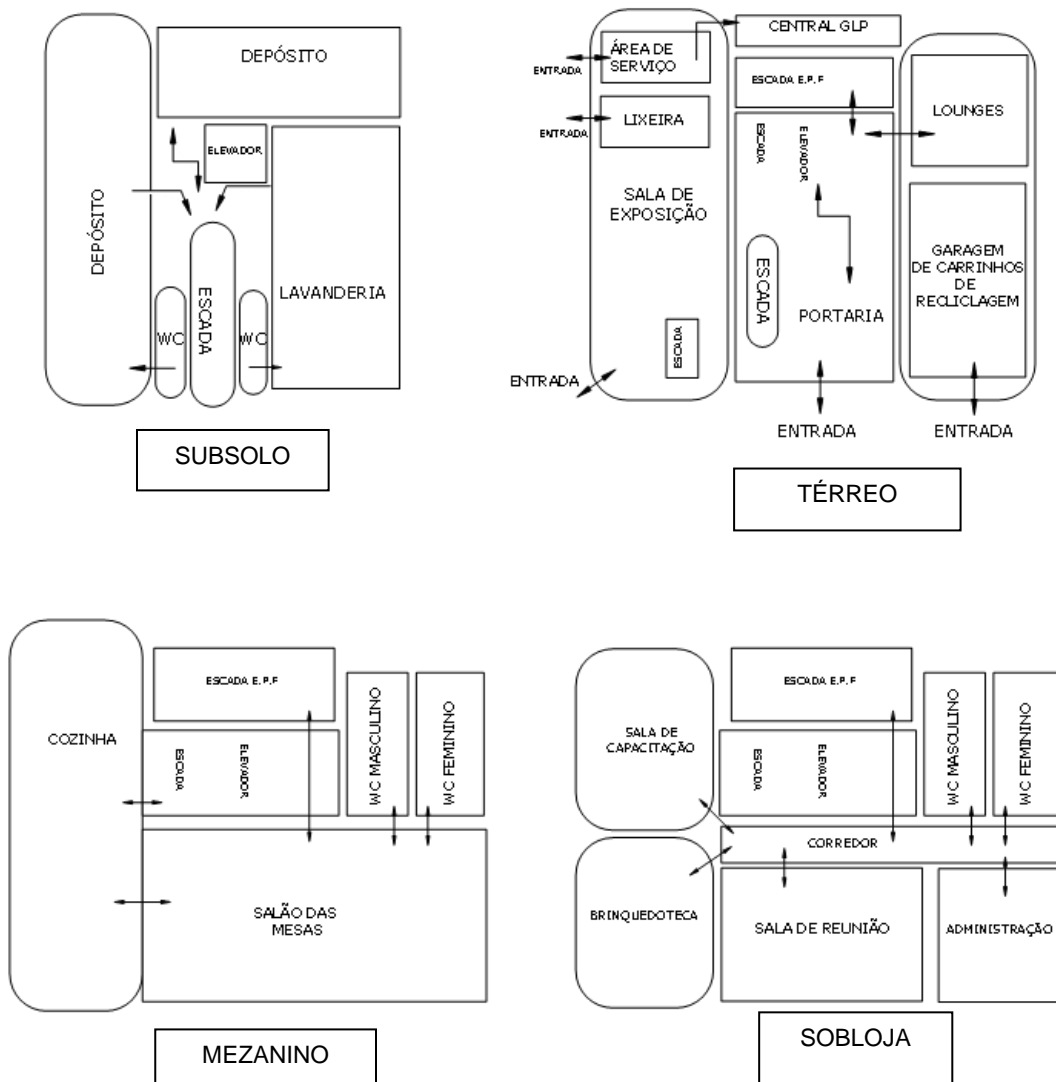 DEPÓSITO
ELEVADOR
DEPÓSITO
ESCADA
LAVANDERIA
WC
WC
SUBSOLO
CENTRAL GLP
ÁREA DE
SERVIÇO
ENTRADA
ESCADA E.P.F
LOUNGES
LIXEIRA
ENTRADA
ESCADA
ELEVADOR
SALA DE
EXPOSIÇÃO
ESCADA
GARAGEM
DE CARRINHOS
DE
RECLICLAGEM
PORTARIA
ESCADA
ENTRADA
ENTRADA
ENTRADA
TÉRREO
ESCADA E.P.F
COZINHA
ESCADA
ELEVADOR
WC MASCULINO
WC FEMININO
SALÃO DAS
MESAS
MEZANINO
ESCADA E.P.F
SALA DE
CAPACITAÇÃO
ESCADA
ELEVADOR
WC MASCULINO
WC FEMININO
CORREDOR
BRINQUEDOTECA
SALA DE REUNIÃO
ADMINISTRAÇÃO
SOBLOJA